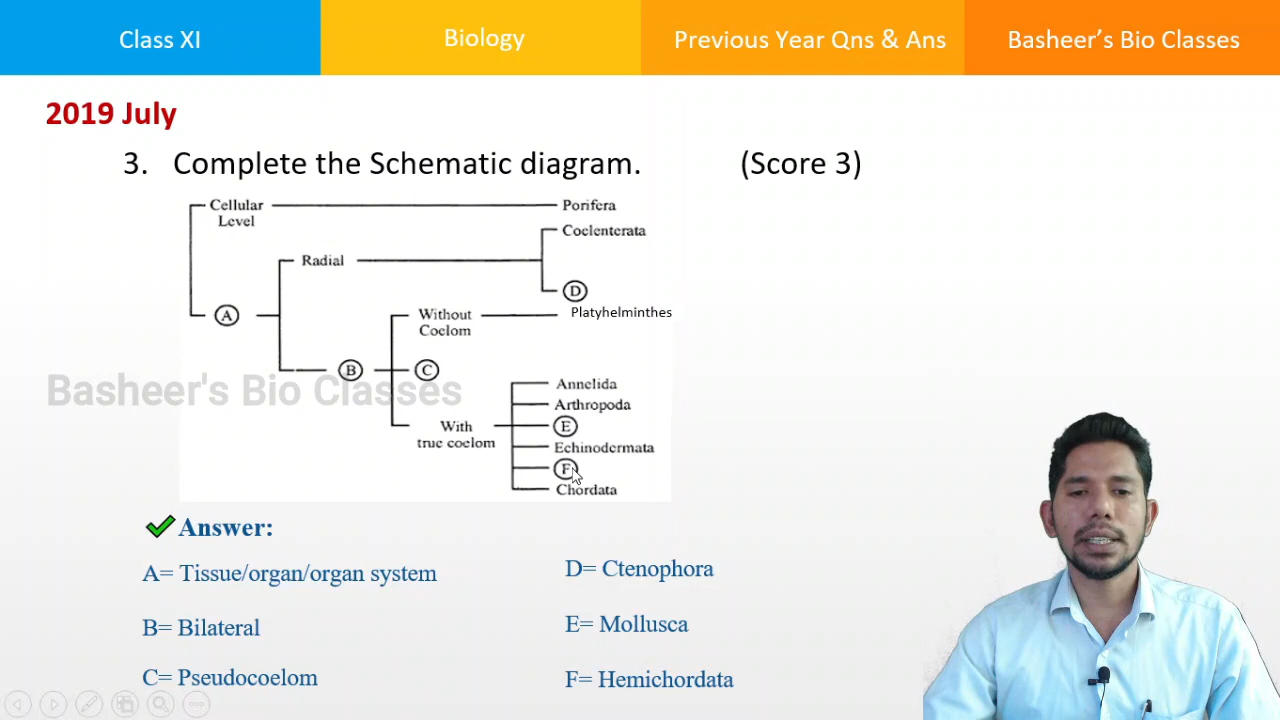 Class XI
Biology
Previous Year Qns & Ans
Basheer's Bio Classes
2019 July
3. Complete the Schematic diagram. (Score 3)
Cellular
Level
Porifera
Coelenterata
Radial
D
A
Without
Coelom
Platyhelminthes
B
C
Basheer's Bio Classes
Annelida
Arthropoda
With
true coelom
E
Echinodermata
F
Chordata
Answer:
A= Tissue/organ/organ system
D= Ctenophora
B= Bilateral
E= Mollusca
C= Pseudocoelom
F= Hemichordata